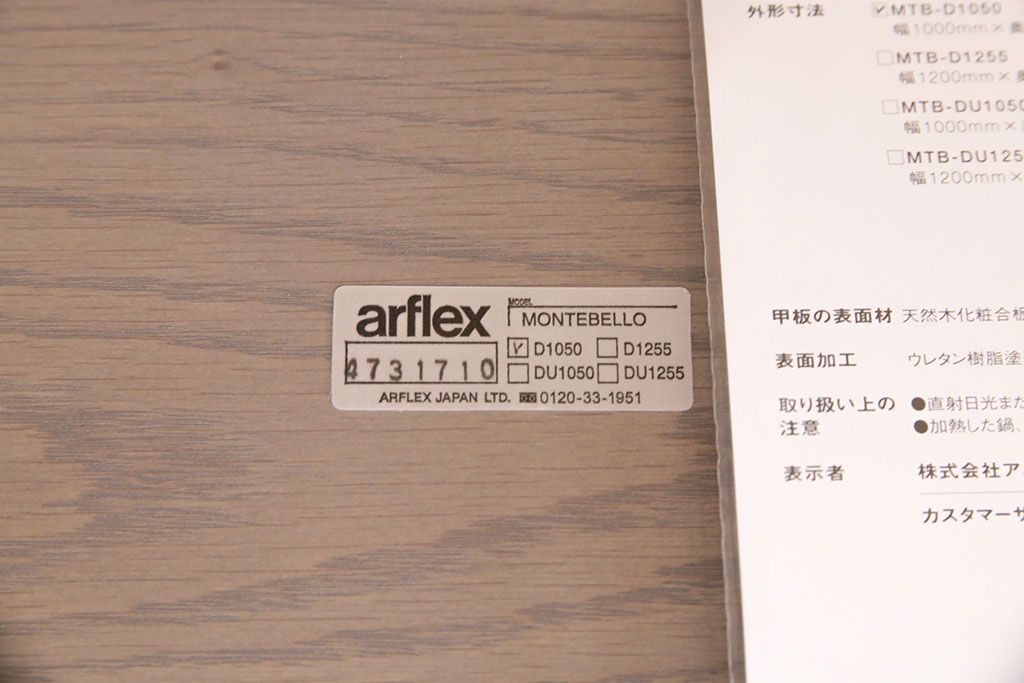 arflex
MODEL
MONTEBELLO
4731710
D1050 D1255
DU1050 DU1255
ARFLEX JAPAN LTD. 0120-33-1951
外形寸法 MTB-D1050
幅1000mm×奥
MTB-D1255
幅1200mm×奥
MTB-DU1050
幅1000mm×
MTB-DU125
幅1200mm×
甲板の表面材 天然木化粧合板
表面加工 ウレタン樹脂塗
取り扱い上の ●直射日光また
注意 ●加熱した鍋、
表示者 株式会社ア
カスタマーサ